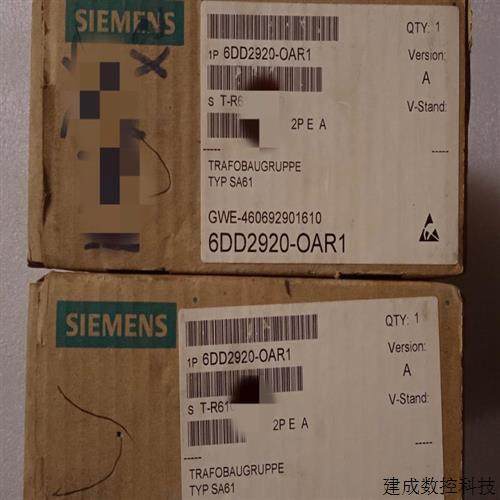 SIEMENS
QTY: 1
1P 6DD2920-OAR1
Version:
A
S T-R6
V-Stand:
2P E A
-----
-----
TRAFOBAUGRUPPE
TYP SA61
GWE-460692901610
6DD2920-OAR1
SIEMENS
QTY: 1
1P 6DD2920-OAR1
Version:
A
S T-R61
V-Stand:
2P E A
-----
-----
TRAFOBAUGRUPPE
TYP SA61
建成数控科技